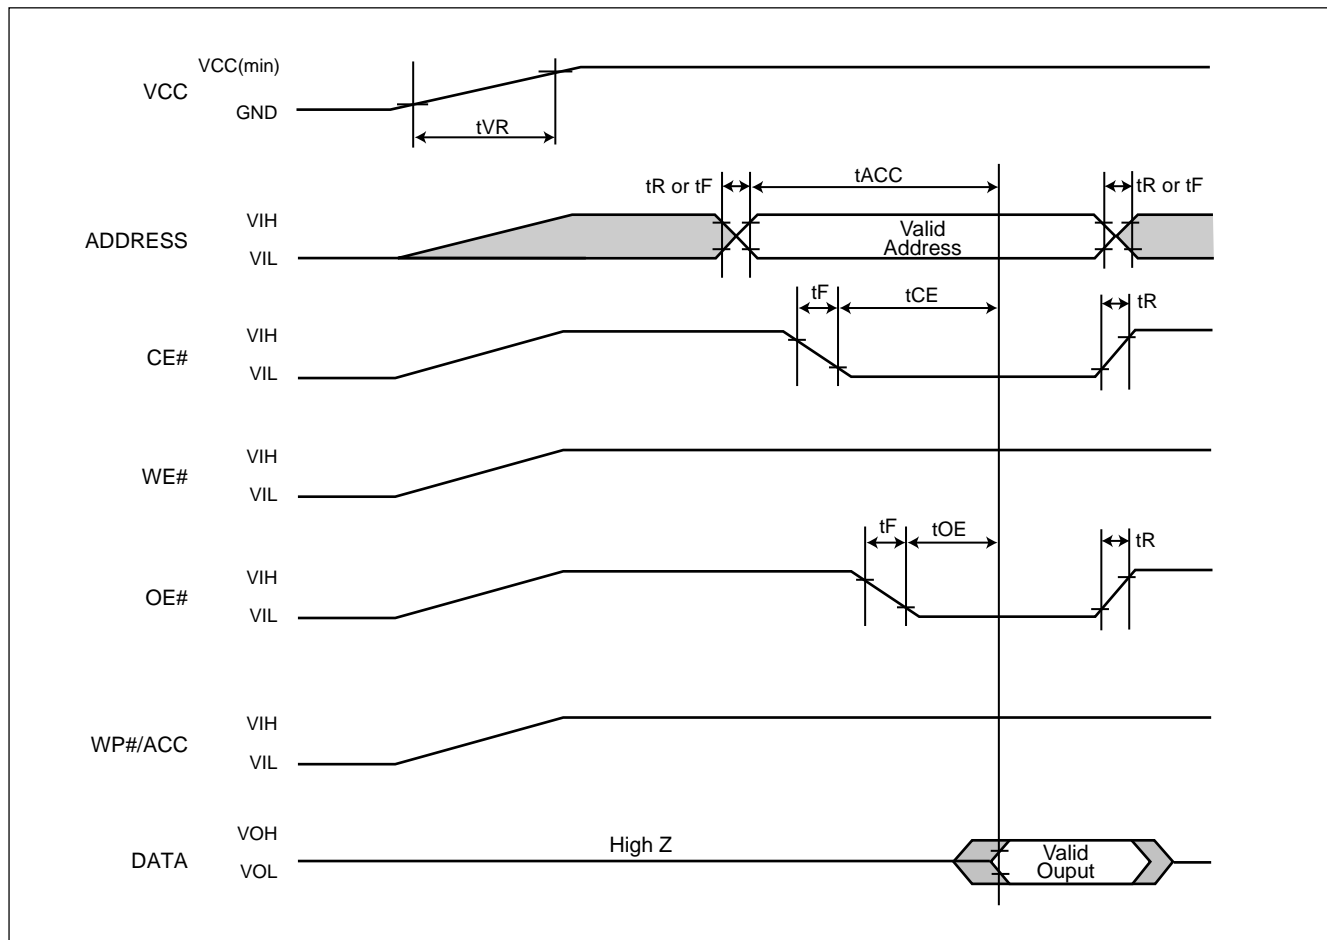 VCC(min)
VCC
GND
tVR
tR or tF
tACC
tR or tF
VIH
ADDRESS
VIL
Valid
Address
tF
tCE
tR
VIH
CE#
VIL
VIH
WE#
VIL
tF
tOE
tR
VIH
OE#
VIL
VIH
WP#/ACC
VIL
VOH
DATA
VOL
High Z
Valid
Ouput